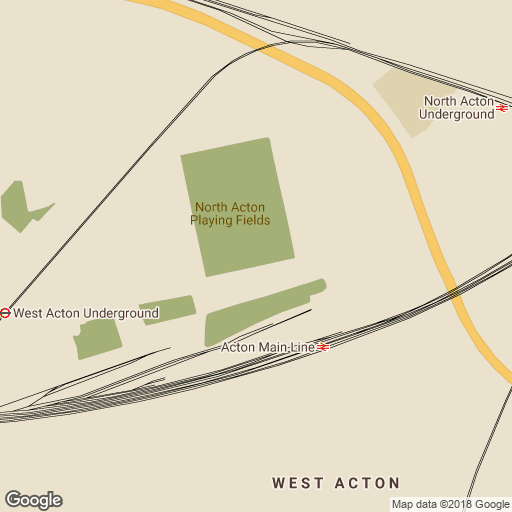 North Acton
Underground
North Acton
Playing Fields
West Acton Underground
Acton Main Line
WEST ACTON
Google
Map data ©2018 Google